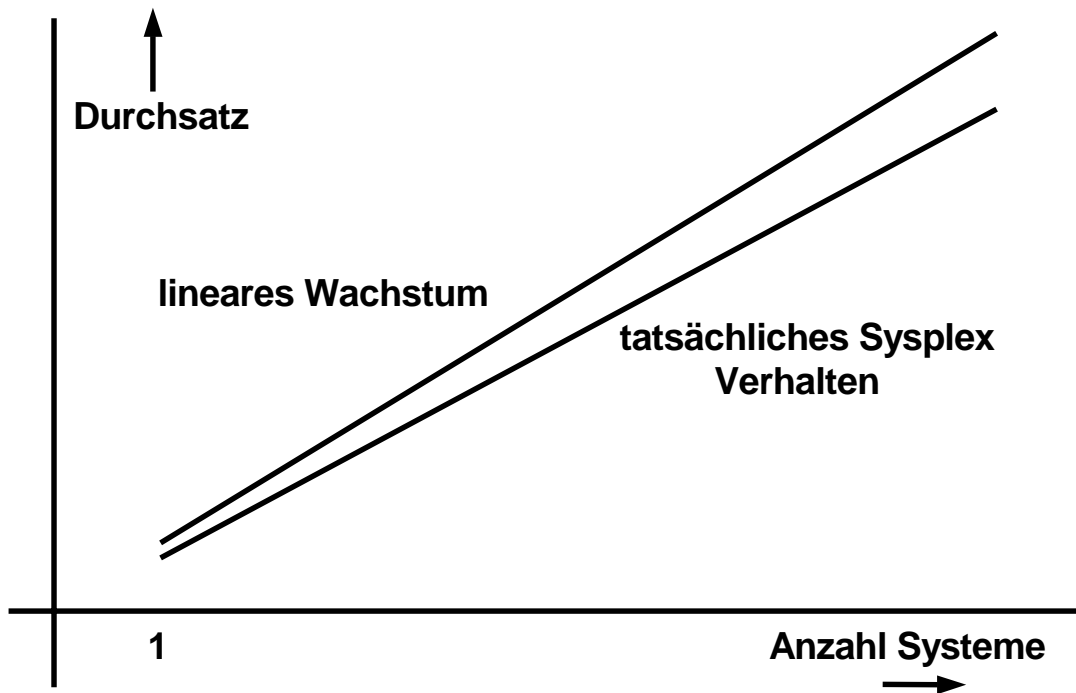 Durchsatz
lineares Wachstum
tatsächliches Sysplex
Verhalten
1
Anzahl Systeme